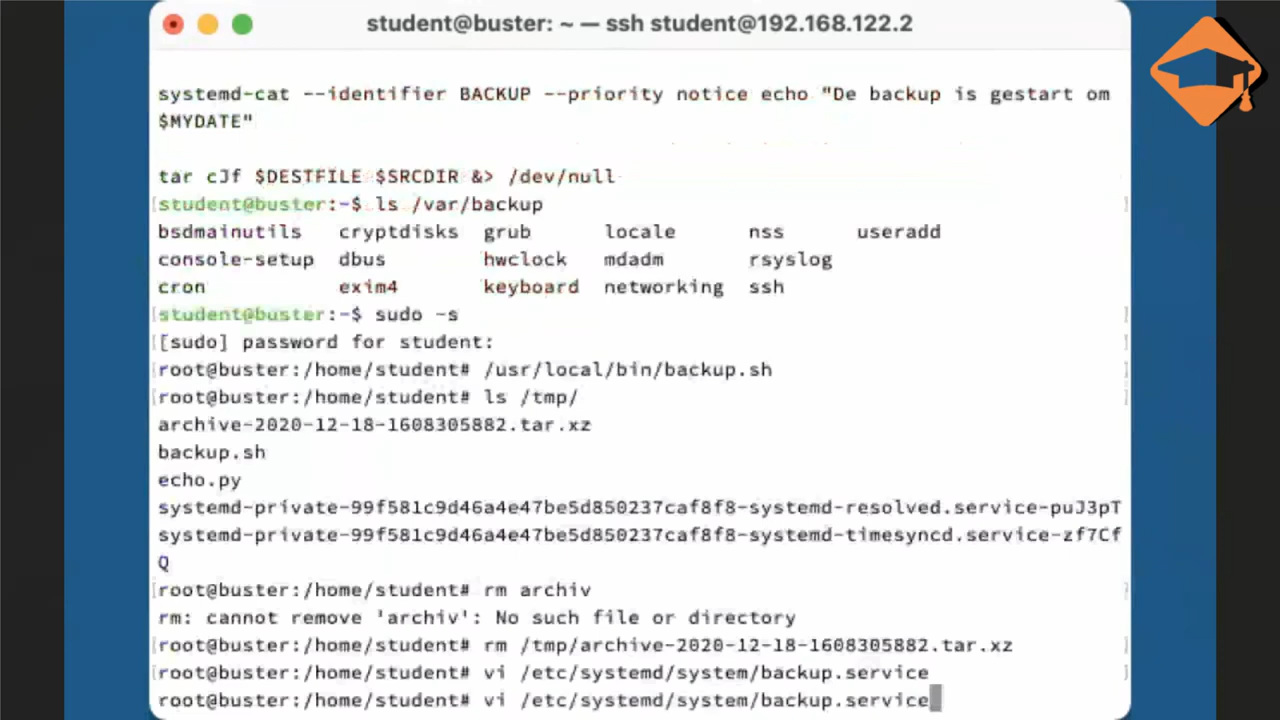 student@buster: ~ — ssh student@192.168.122.2
systemd-cat --identifier BACKUP --priority notice echo "De backup is gestart om
$MYDATE"
tar cJf $DESTFILE $SRCDIR &> /dev/null
student@buster:~$ ls /var/backup
bsdmainutils cryptdisks grub locale nss useradd
console-setup dbus hwclock mdadm rsyslog
cron exim4 keyboard networking ssh
student@buster:~$ sudo -s
[sudo] password for student:
root@buster:/home/student# /usr/local/bin/backup.sh
root@buster:/home/student# ls /tmp/
archive-2020-12-18-1608305882.tar.xz
backup.sh
echo.py
systemd-private-99f581c9d46a4e47be5d850237caf8f8-systemd-resolved.service-puJ3pT
systemd-private-99f581c9d46a4e47be5d850237caf8f8-systemd-timesyncd.service-zf7Cf
Q
root@buster:/home/student# rm archiv
rm: cannot remove 'archiv': No such file or directory
root@buster:/home/student# rm /tmp/archive-2020-12-18-1608305882.tar.xz
root@buster:/home/student# vi /etc/systemd/system/backup.service
root@buster:/home/student# vi /etc/systemd/system/backup.service